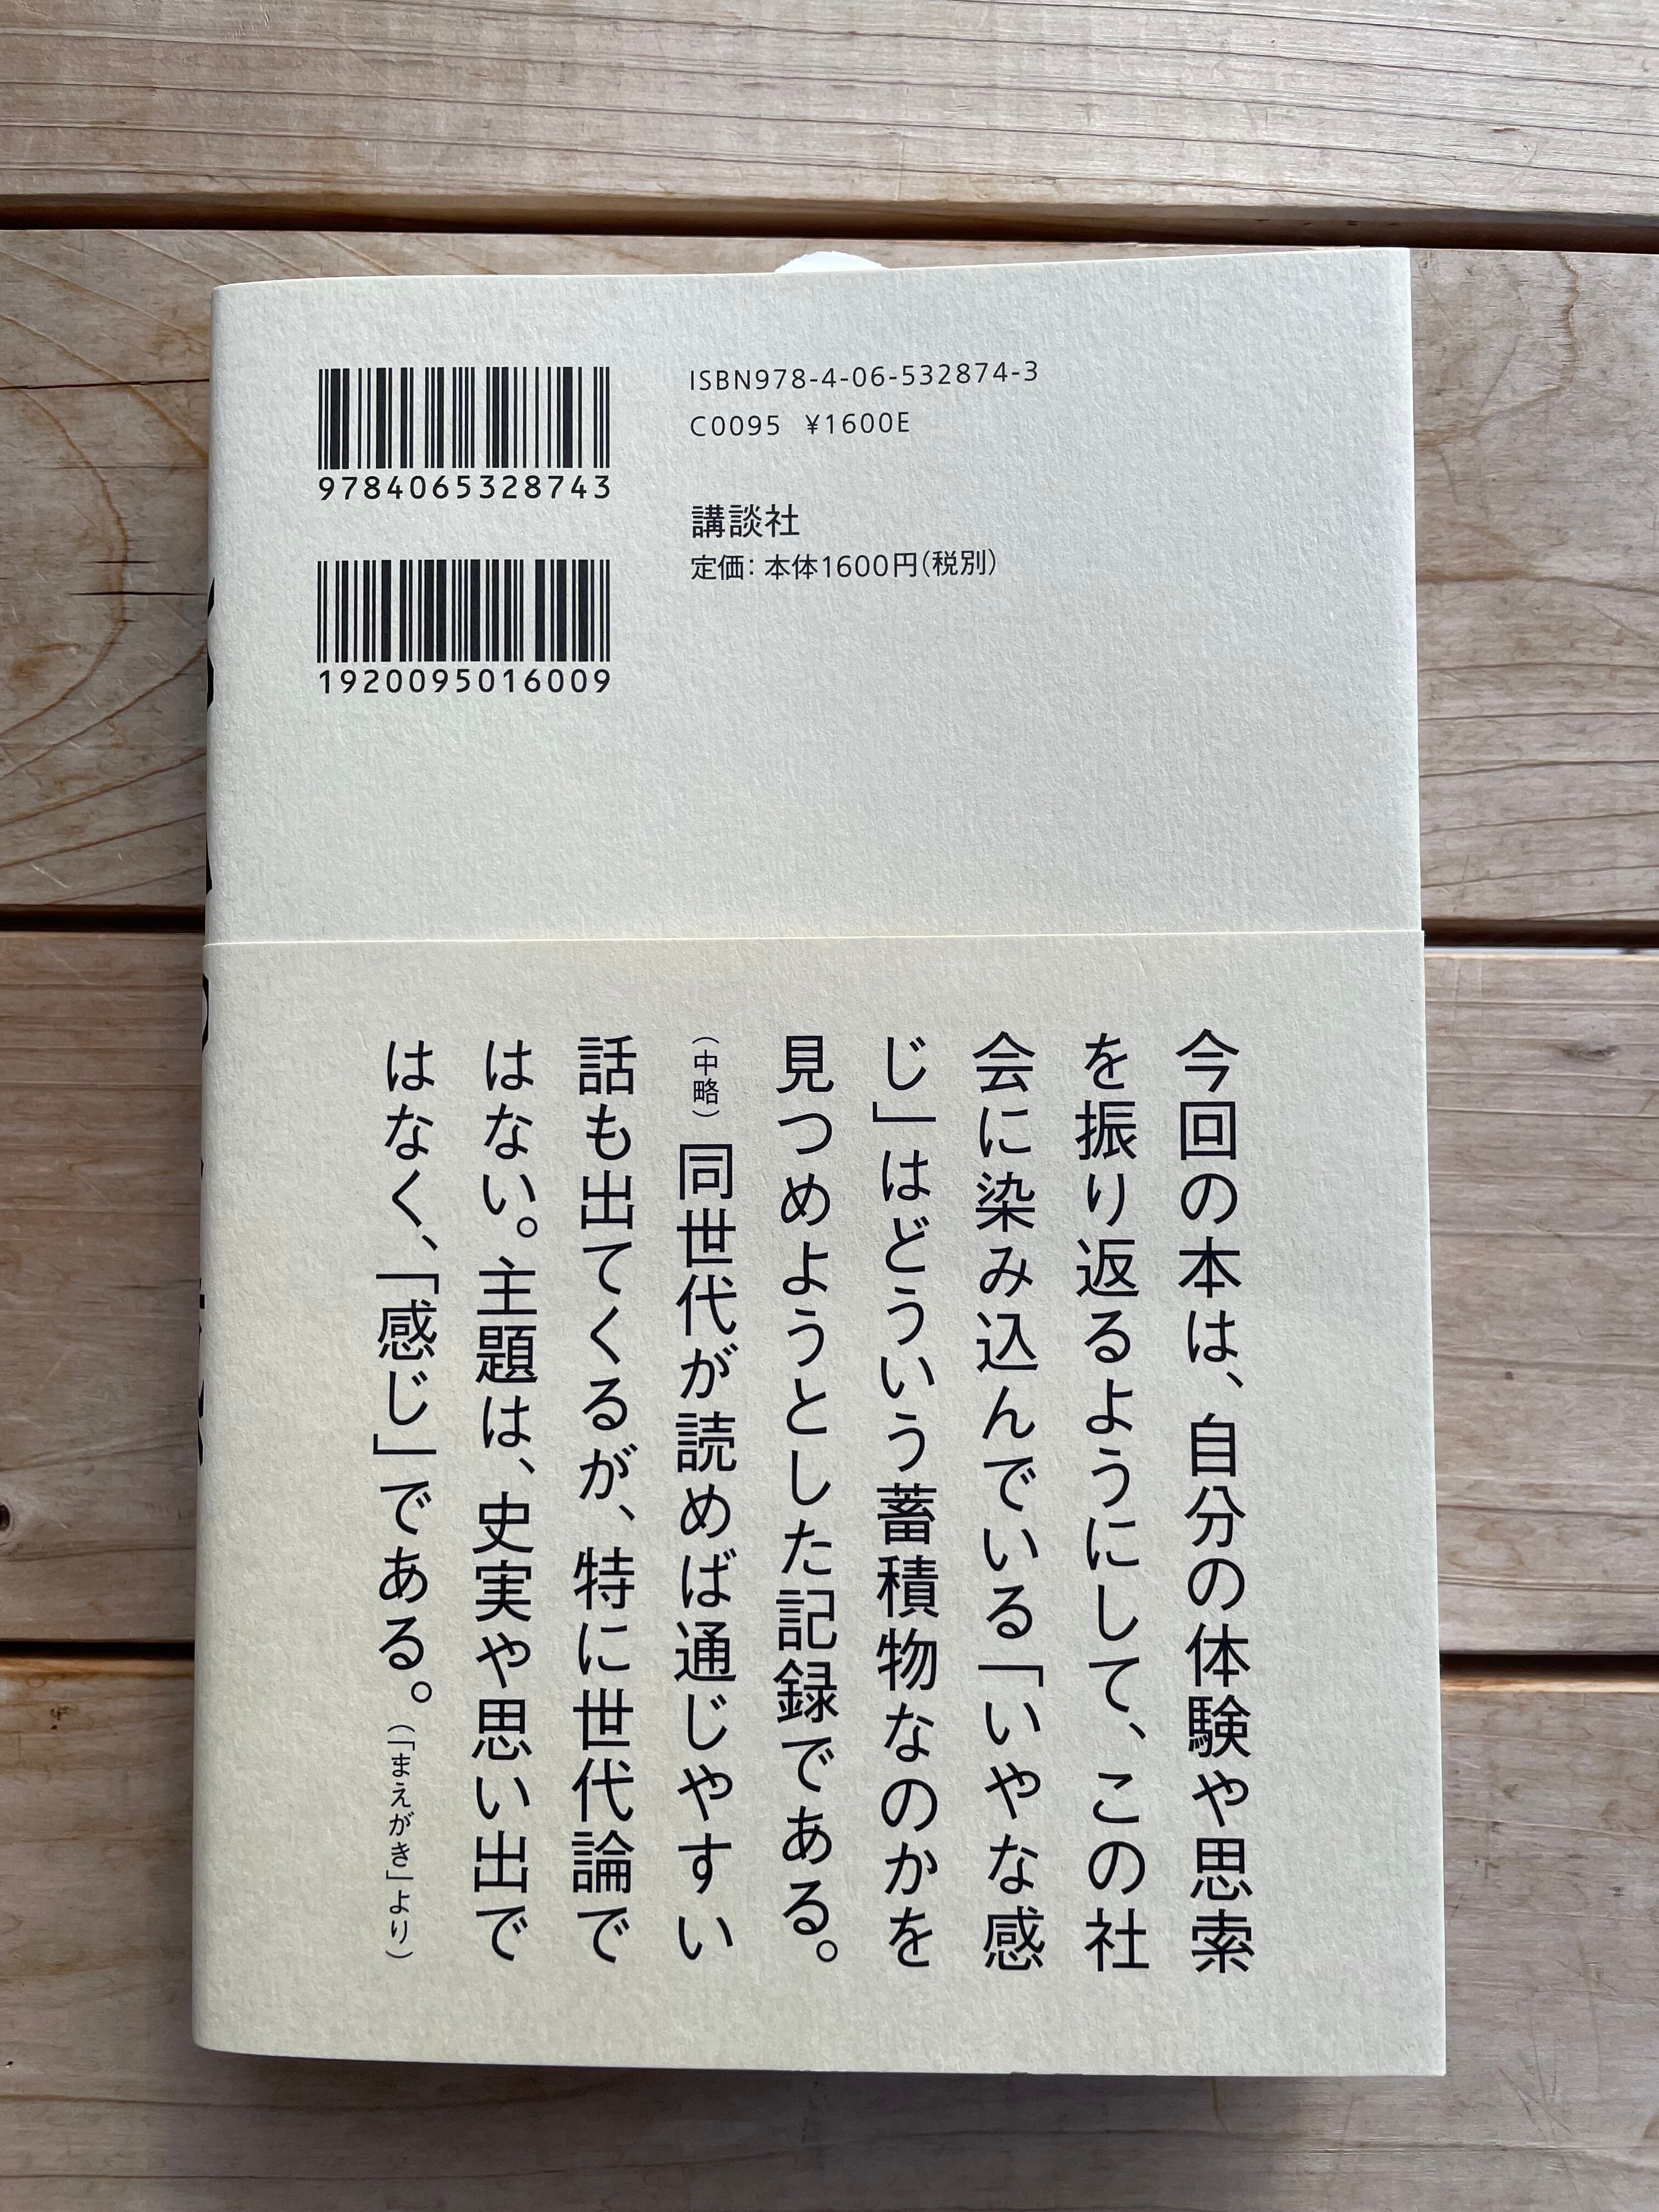 9784065328743
1920095016009
ISBN978-4-06-532874-3
C0095 ¥1600E
講談社
定価：本体1600円（税別）
今回の本は、自分の体験や思索
を振り返るようにして、この社
会に染み込んでいる「いやな感
じ」はどういう蓄積物なのかを
見つめようとした記録である。
（中略）同世代が読めば通じやすい
話も出てくるが、特に世代論で
はない。主題は、史実や思い出で
はなく、「感じ」である。（「まえがき」より）